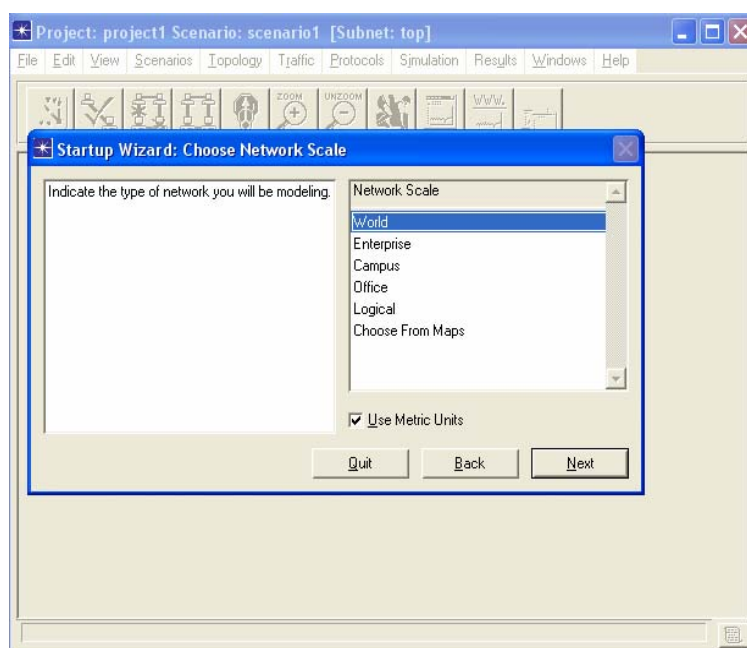 Project: project1 Scenario: scenario1 [Subnet: top]
File Edit View Scenarios Topology Traffic Protocols Simulation Results Windows Help
ZOOM UNZOOM WWW.
Startup Wizard: Choose Network Scale
Indicate the type of network you will be modeling.
Network Scale
World
Enterprise
Campus
Office
Logical
Choose From Maps
Use Metric Units
Quit Back Next